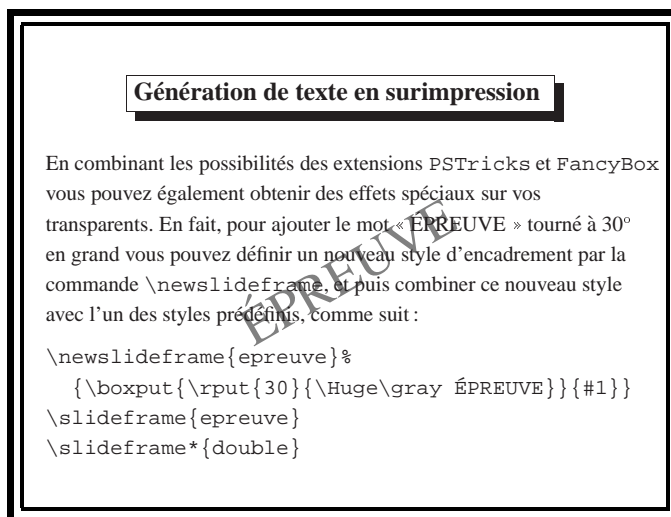 Génération de texte en surimpression
En combinant les possibilités des extensions PSTricks et FancyBox
vous pouvez également obtenir des effets spéciaux sur vos
transparents. En fait, pour ajouter le mot « ÉPREUVE » tourné à 30°
en grand vous pouvez définir un nouveau style d'encadrement par la
commande \newslideframe, et puis combiner ce nouveau style
avec l'un des styles prédéfinis, comme suit :
ÉPREUVE
\newslideframe{epreuve}%
{\boxput{\rput{30}{\Huge\gray ÉPREUVE}}{#1}}
\slideframe{epreuve}
\slideframe*{double}